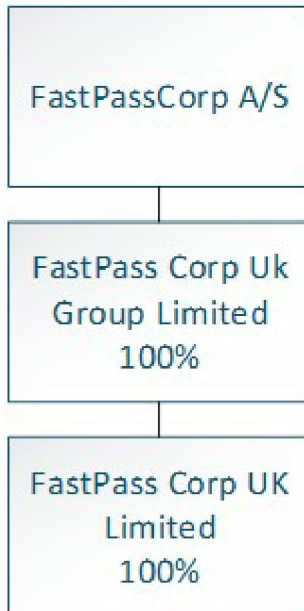 FastPassCorp A/S
FastPass Corp Uk
Group Limited
100%
FastPass Corp UK
Limited
100%